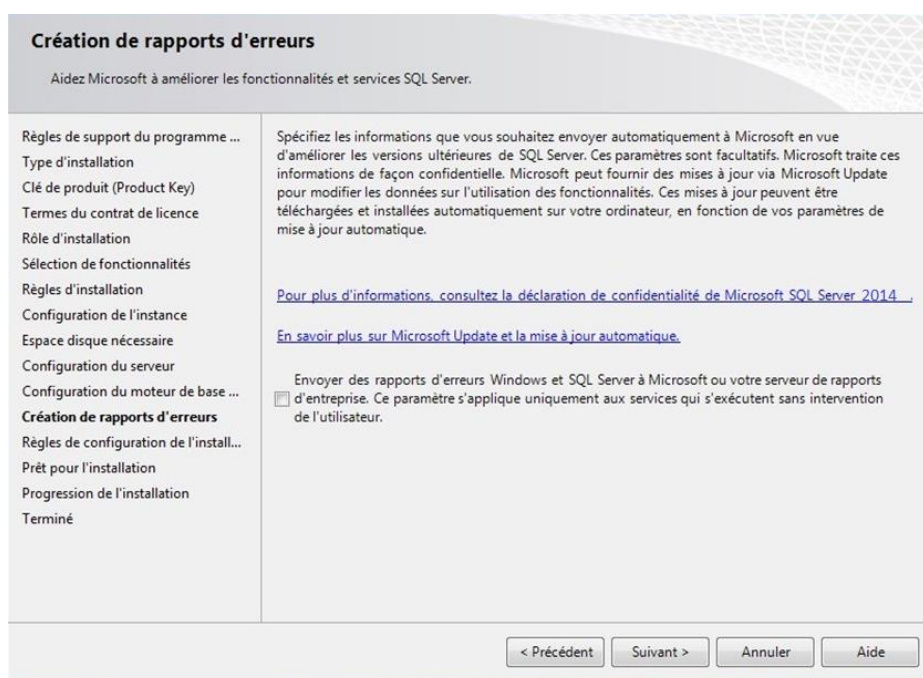 Création de rapports d'erreurs
Aidez Microsoft à améliorer les fonctionnalités et services SQL Server.
Règles de support du programme ...
Type d'installation
Clé de produit (Product Key)
Termes du contrat de licence
Rôle d'installation
Sélection de fonctionnalités
Règles d'installation
Configuration de l'instance
Espace disque nécessaire
Configuration du serveur
Configuration du moteur de base ...
Création de rapports d'erreurs
Règles de configuration de l'install...
Prêt pour l'installation
Progression de l'installation
Terminé
Spécifiez les informations que vous souhaitez envoyer automatiquement à Microsoft en vue
d'améliorer les versions ultérieures de SQL Server. Ces paramètres sont facultatifs. Microsoft traite ces
informations de façon confidentielle. Microsoft peut fournir des mises à jour via Microsoft Update
pour modifier les données sur l'utilisation des fonctionnalités. Ces mises à jour peuvent être
téléchargées et installées automatiquement sur votre ordinateur, en fonction de vos paramètres de
mise à jour automatique.
Pour plus d'informations, consultez la déclaration de confidentialité de Microsoft SQL Server 2014 .
En savoir plus sur Microsoft Update et la mise à jour automatique.
Envoyer des rapports d'erreurs Windows et SQL Server à Microsoft ou votre serveur de rapports
d'entreprise. Ce paramètre s'applique uniquement aux services qui s'exécutent sans intervention
de l'utilisateur.
< Précédent
Suivant >
Annuler
Aide